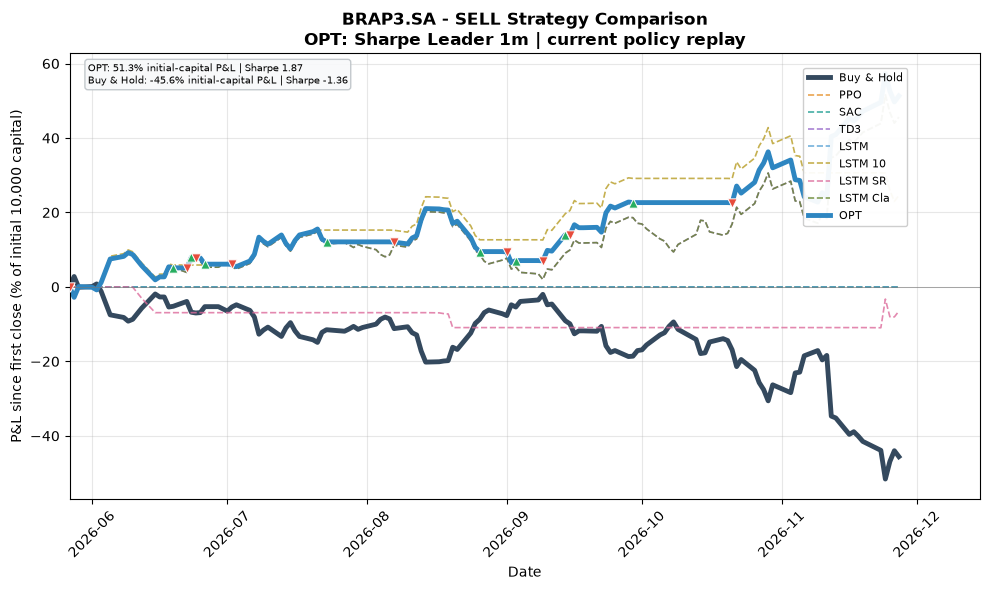 BRAP3.SA - SELL Strategy Comparison
OPT: Sharpe Leader 1m | current policy replay
OPT: 51.3% initial-capital P&L | Sharpe 1.87
Buy & Hold: -45.6% initial-capital P&L | Sharpe -1.36
Buy & Hold
PPO
SAC
TD3
LSTM
LSTM 10
LSTM SR
LSTM Cla
OPT
P&L since first close (% of initial 10,000 capital)
60
40
20
0
−20
−40
2026-06
2026-07
2026-08
2026-09
2026-10
2026-11
2026-12
Date